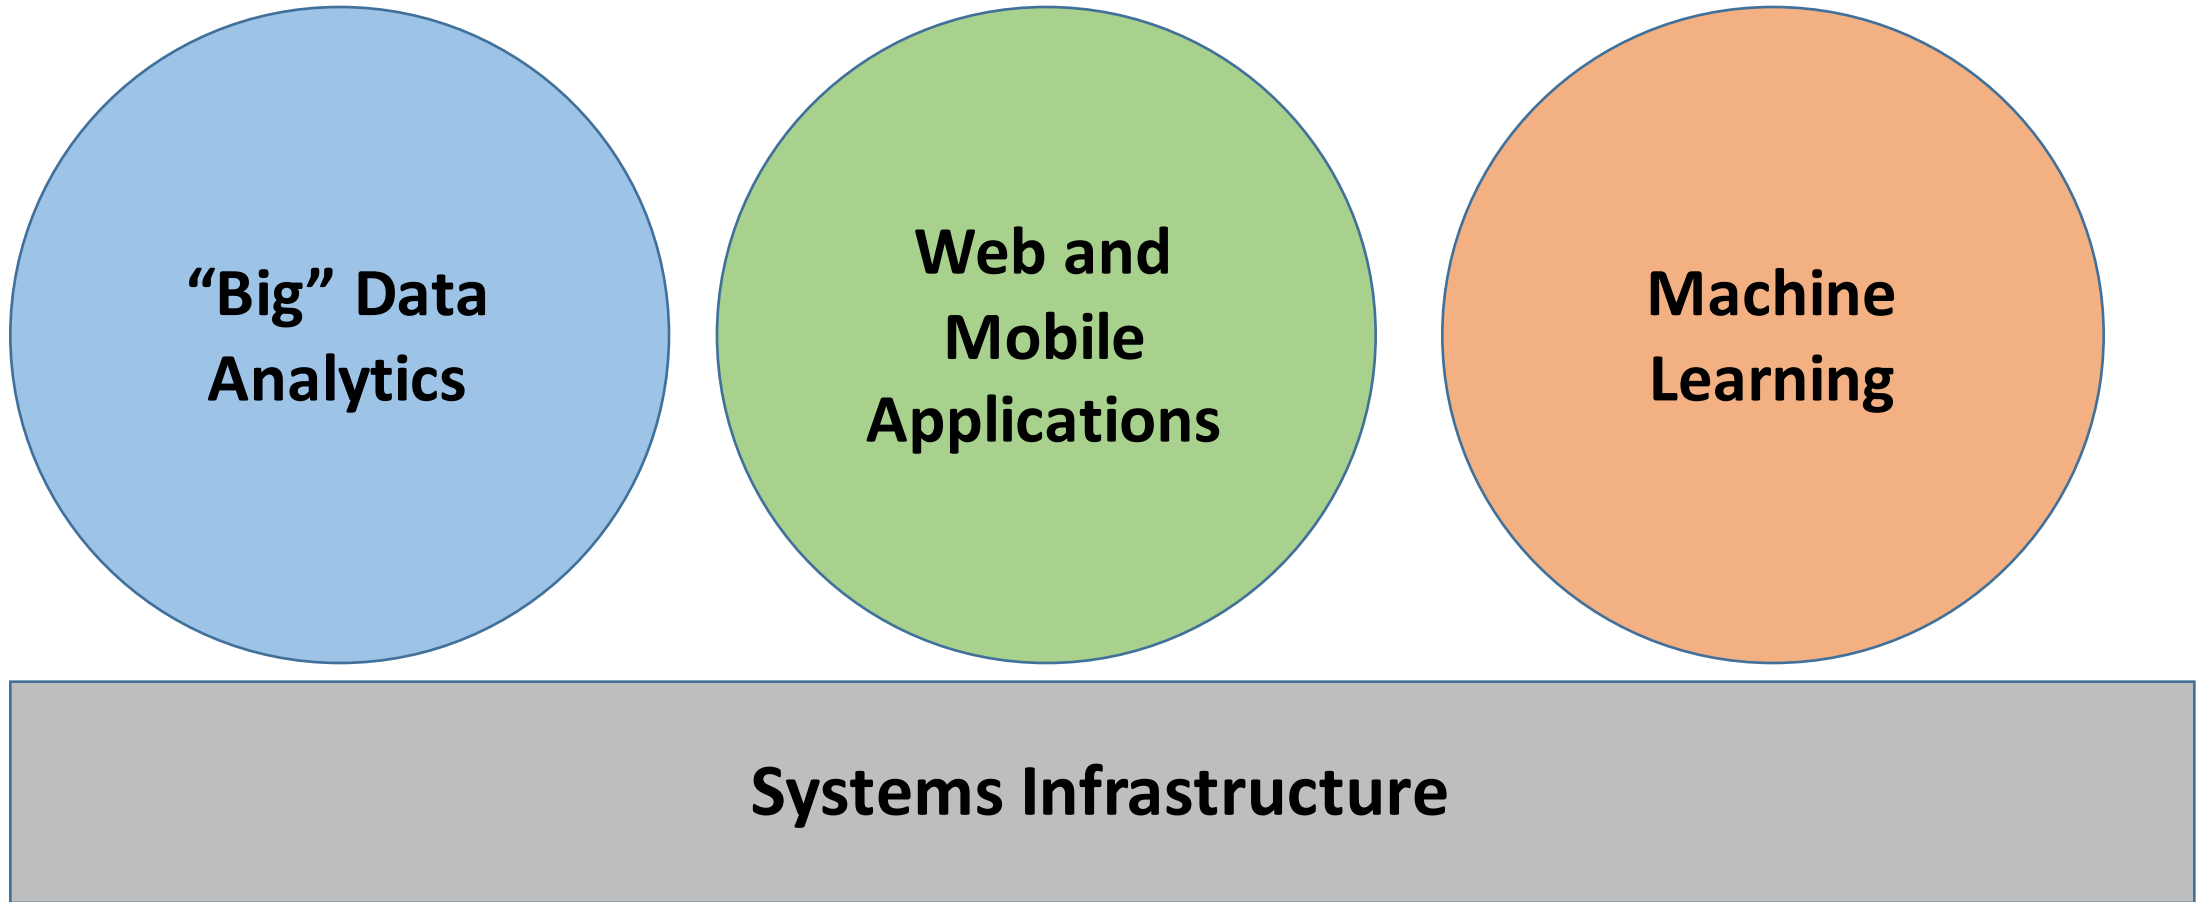 “Big” Data
Analytics
Web and
Mobile
Applications
Machine
Learning
Systems Infrastructure